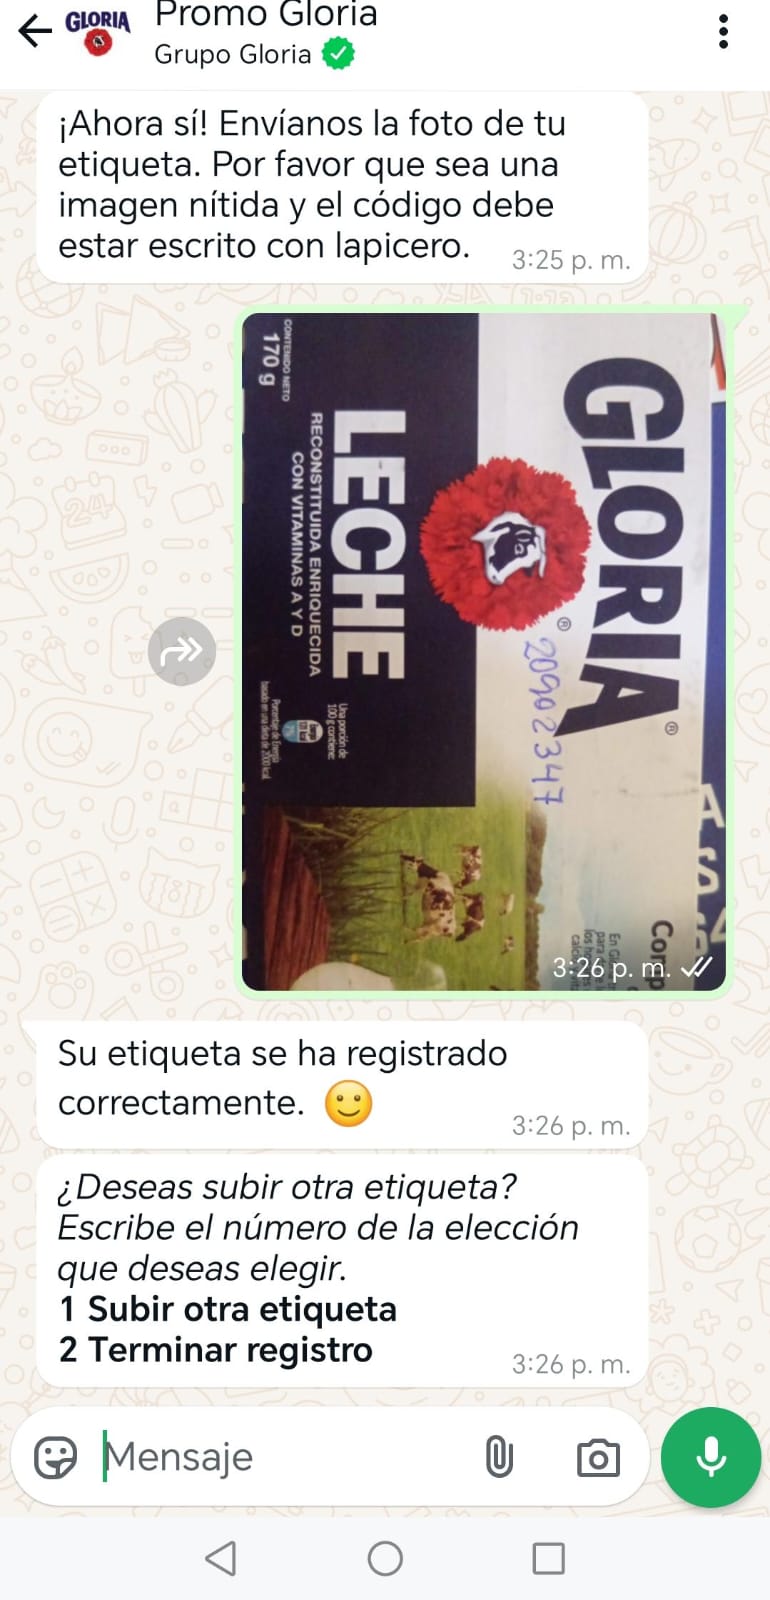 GLORIA
Promo Gloria
Grupo Gloria
¡Ahora sí! Envíanos la foto de tu
etiqueta. Por favor que sea una
imagen nítida y el código debe
estar escrito con lapicero.
3:25 p. m.
GLORIA
®
®
20902347
LECHE
RECONSTITUIDA ENRIQUECIDA
CON VITAMINAS A Y D
CONTENIDO NETO
170 g
Una porción de
100 g contiene:
Porcentaje de Energía
basado en una dieta de 2000 kcal
3:26 p. m.
Su etiqueta se ha registrado
correctamente. 🙂
3:26 p. m.
¿Deseas subir otra etiqueta?
Escribe el número de la elección
que deseas elegir.
1 Subir otra etiqueta
2 Terminar registro
3:26 p. m.
Mensaje